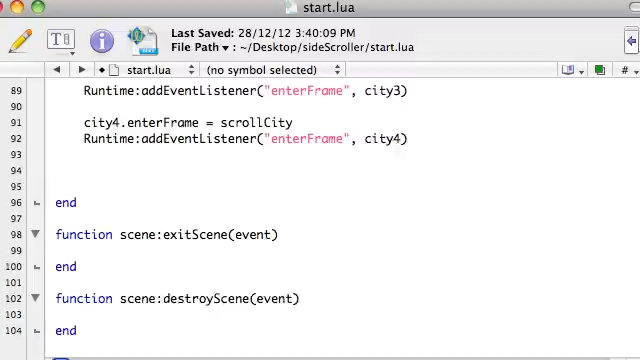 start.lua
Last Saved: 28/12/12 3:40:09 PM
File Path ▾ : ~/Desktop/sideScroller/start.lua
T
i
start.lua (no symbol selected) #
89 Runtime:addEventListener("enterFrame", city3)
90
91 city4.enterFrame = scrollCity
92 Runtime:addEventListener("enterFrame", city4)
93
94
95
96 end
97
98 function scene:exitScene(event)
99
100 end
101
102 function scene:destroyScene(event)
103
104 end